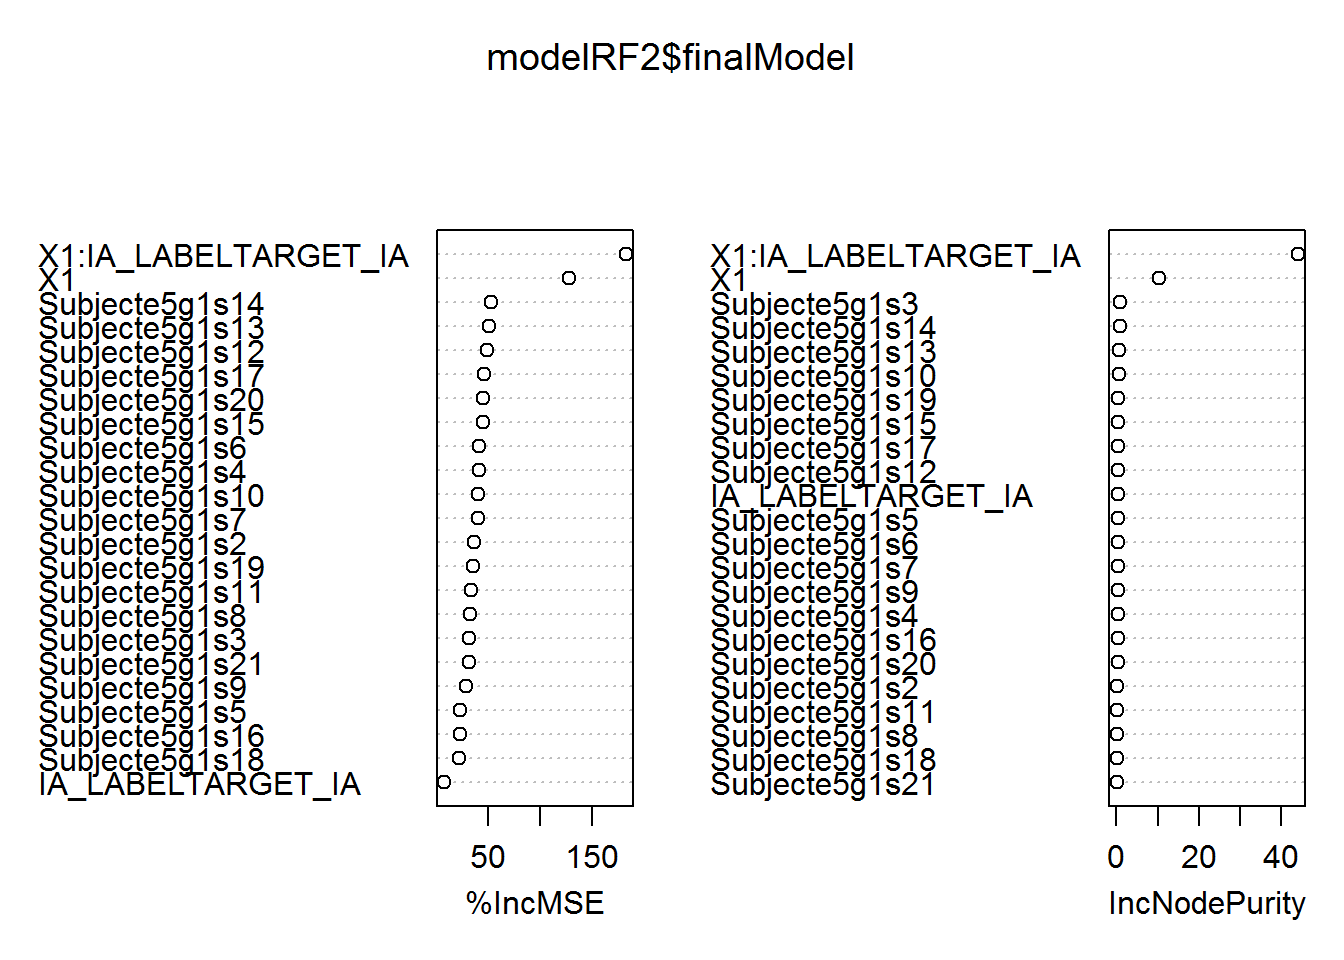 modelRF2$finalModel
X1:IA_LABELTARGET_IA
X1
Subjecte5g1s14
Subjecte5g1s13
Subjecte5g1s12
Subjecte5g1s17
Subjecte5g1s20
Subjecte5g1s15
Subjecte5g1s6
Subjecte5g1s4
Subjecte5g1s10
Subjecte5g1s7
Subjecte5g1s2
Subjecte5g1s19
Subjecte5g1s11
Subjecte5g1s8
Subjecte5g1s3
Subjecte5g1s21
Subjecte5g1s9
Subjecte5g1s5
Subjecte5g1s16
Subjecte5g1s18
IA_LABELTARGET_IA
50 150
%IncMSE
X1:IA_LABELTARGET_IA
X1
Subjecte5g1s3
Subjecte5g1s14
Subjecte5g1s13
Subjecte5g1s10
Subjecte5g1s19
Subjecte5g1s15
Subjecte5g1s17
Subjecte5g1s12
IA_LABELTARGET_IA
Subjecte5g1s5
Subjecte5g1s6
Subjecte5g1s7
Subjecte5g1s9
Subjecte5g1s4
Subjecte5g1s16
Subjecte5g1s20
Subjecte5g1s2
Subjecte5g1s11
Subjecte5g1s8
Subjecte5g1s18
Subjecte5g1s21
0 20 40
IncNodePurity